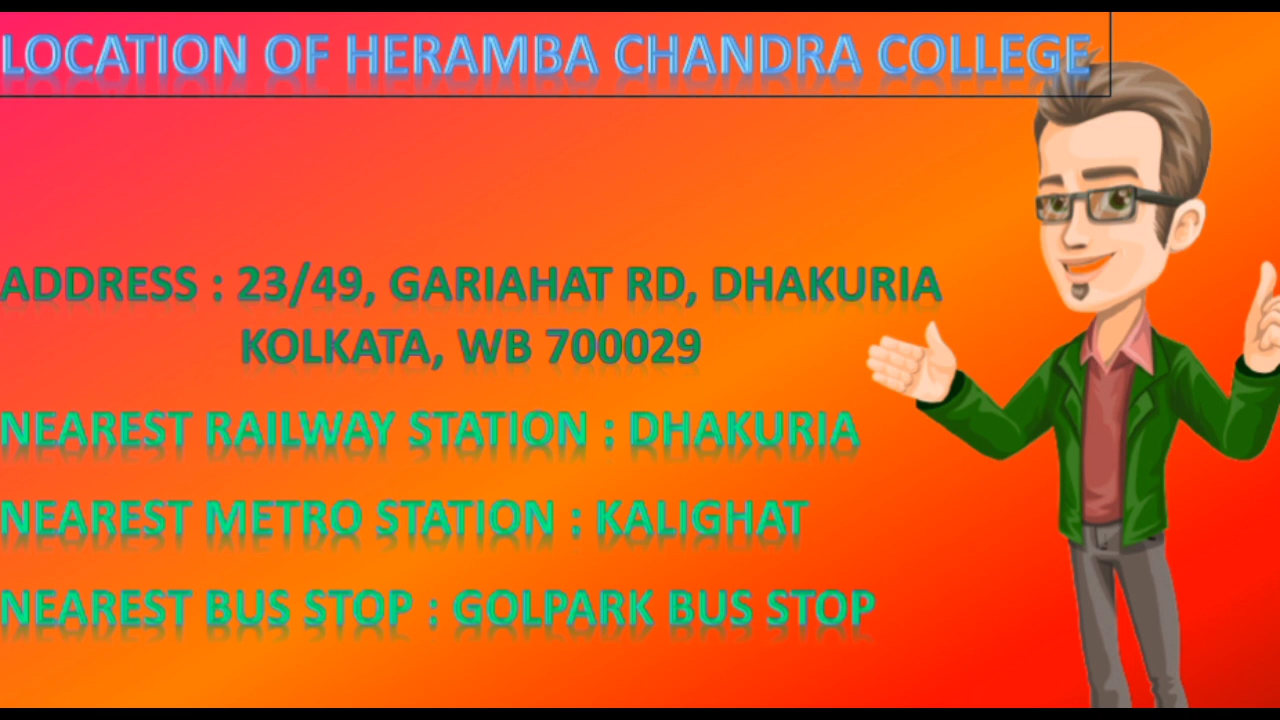 LOCATION OF HERAMBA CHANDRA COLLEGE
ADDRESS : 23/49, GARIAHAT RD, DHAKURIA
KOLKATA, WB 700029
NEAREST RAILWAY STATION : DHAKURIA
NEAREST METRO STATION : KALIGHAT
NEAREST BUS STOP : GOLPARK BUS STOP